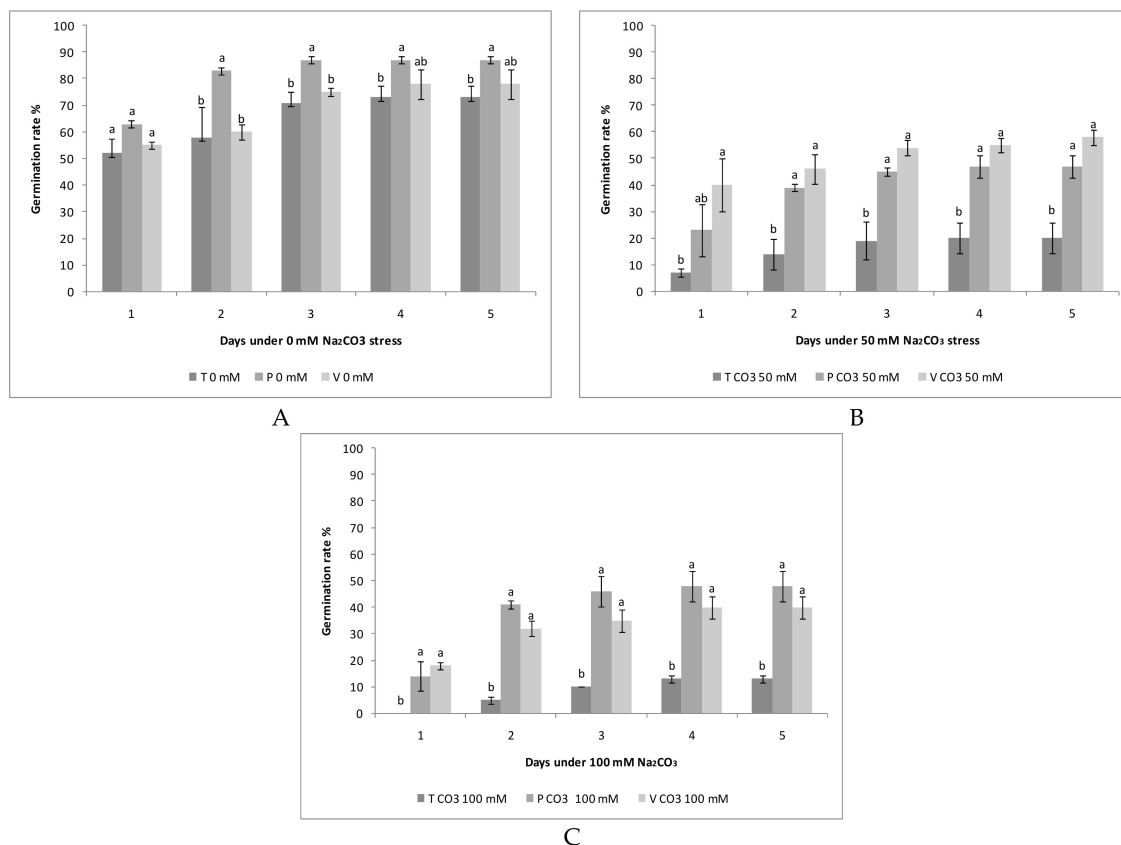 100
90
80
70
60
50
40
30
20
10
0
Germination rate %
a a a
b a b
b a b
b a ab
b a ab
1 2 3 4 5
Days under 0 mM Na₂CO3 stress
T 0 mM P 0 mM V 0 mM
A
100
90
80
70
60
50
40
30
20
10
0
Germination rate %
b ab a
b a a
b a a
b a a
b a a
1 2 3 4 5
Days under 50 mM Na₂CO₃ stress
T CO3 50 mM P CO3 50 mM V CO3 50 mM
B
100
90
80
70
60
50
40
30
20
10
0
Germination rate %
b a a
b a a
b a a
b a a
b a a
1 2 3 4 5
Days under 100 mM Na₂CO₃
T CO3 100 mM P CO3 100 mM V CO3 100 mM
C